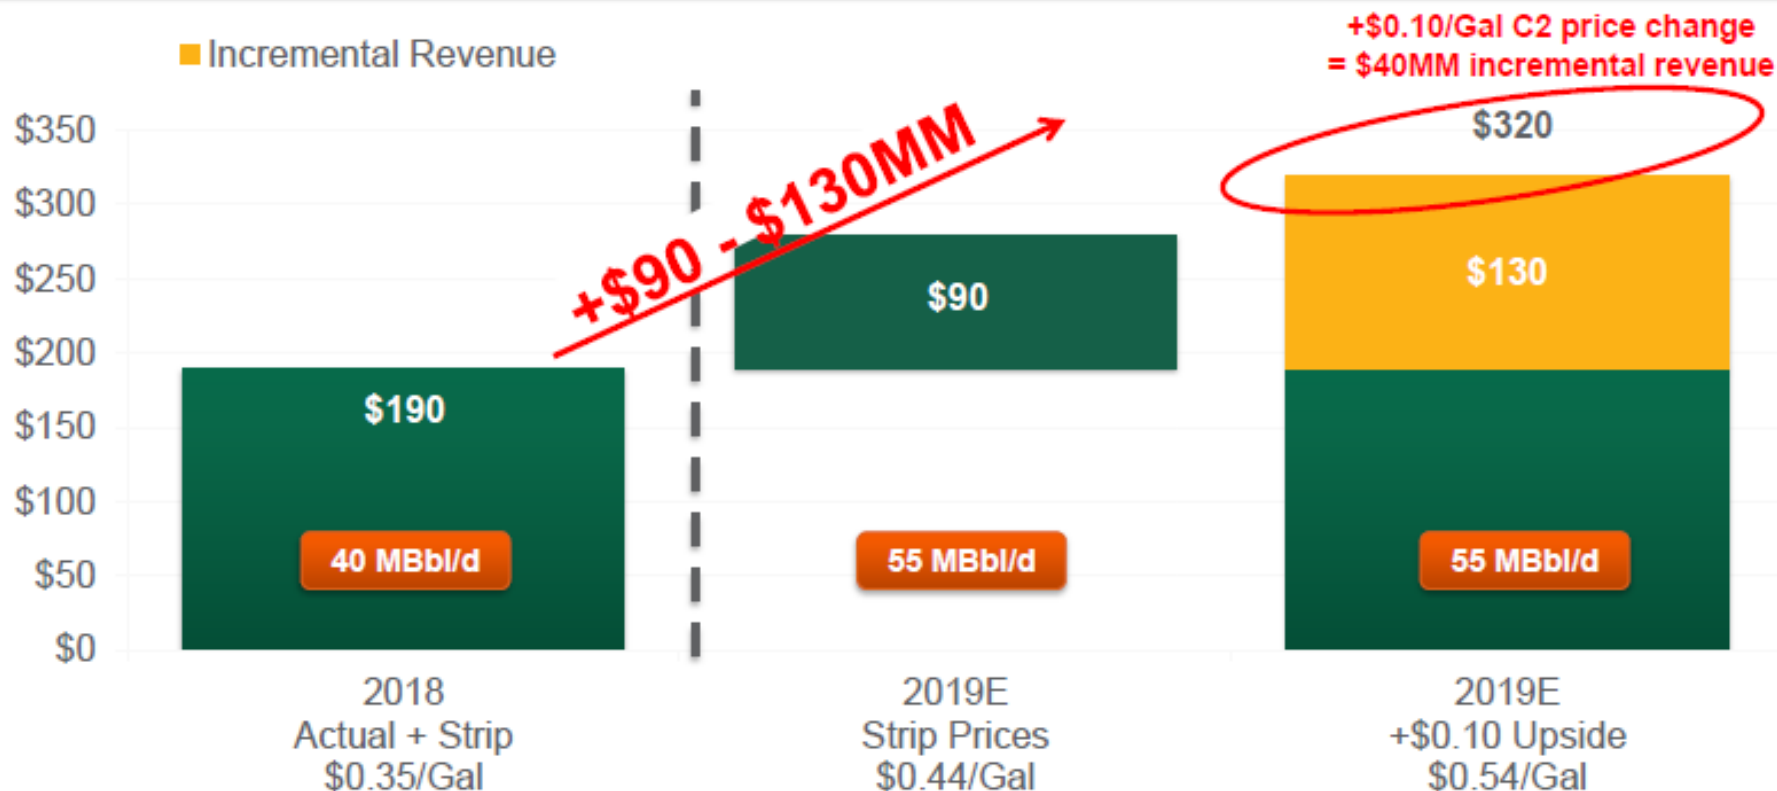 +$0.10/Gal C2 price change
= $40MM incremental revenue
Incremental Revenue
$350
$300
$250
$200
$150
$100
$50
$0
+$90 - $130MM
$190
40 MBbl/d
$90
55 MBbl/d
$320
$130
55 MBbl/d
2018
Actual + Strip
$0.35/Gal
2019E
Strip Prices
$0.44/Gal
2019E
+$0.10 Upside
$0.54/Gal